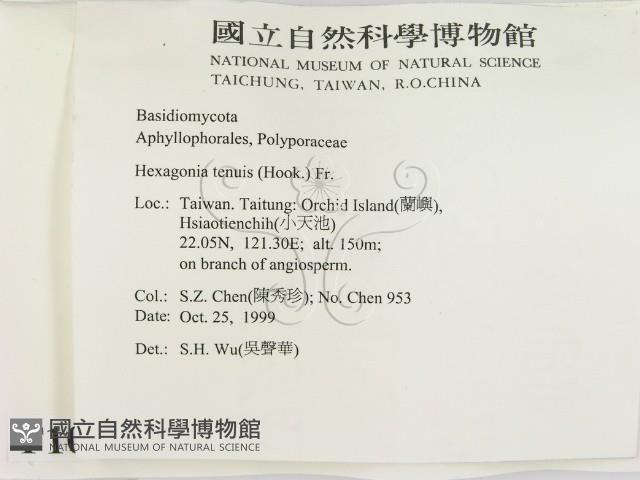 國立自然科學博物館
NATIONAL MUSEUM OF NATURAL SCIENCE
TAICHUNG, TAIWAN, R.O.CHINA
Basidiomycota
Aphyllophorales, Polyporaceae
Hexagonia tenuis (Hook.) Fr.
Loc.: Taiwan. Taitung: Orchid Island(蘭嶼),
Hsiaotienchih(小天池)
22.05N, 121.30E; alt. 150m;
on branch of angiosperm.
Col.: S.Z. Chen(陳秀珍); No. Chen 953
Date: Oct. 25, 1999
Det.: S.H. Wu(吳聲華)
國立自然科學博物館
NATIONAL MUSEUM OF NATURAL SCIENCE